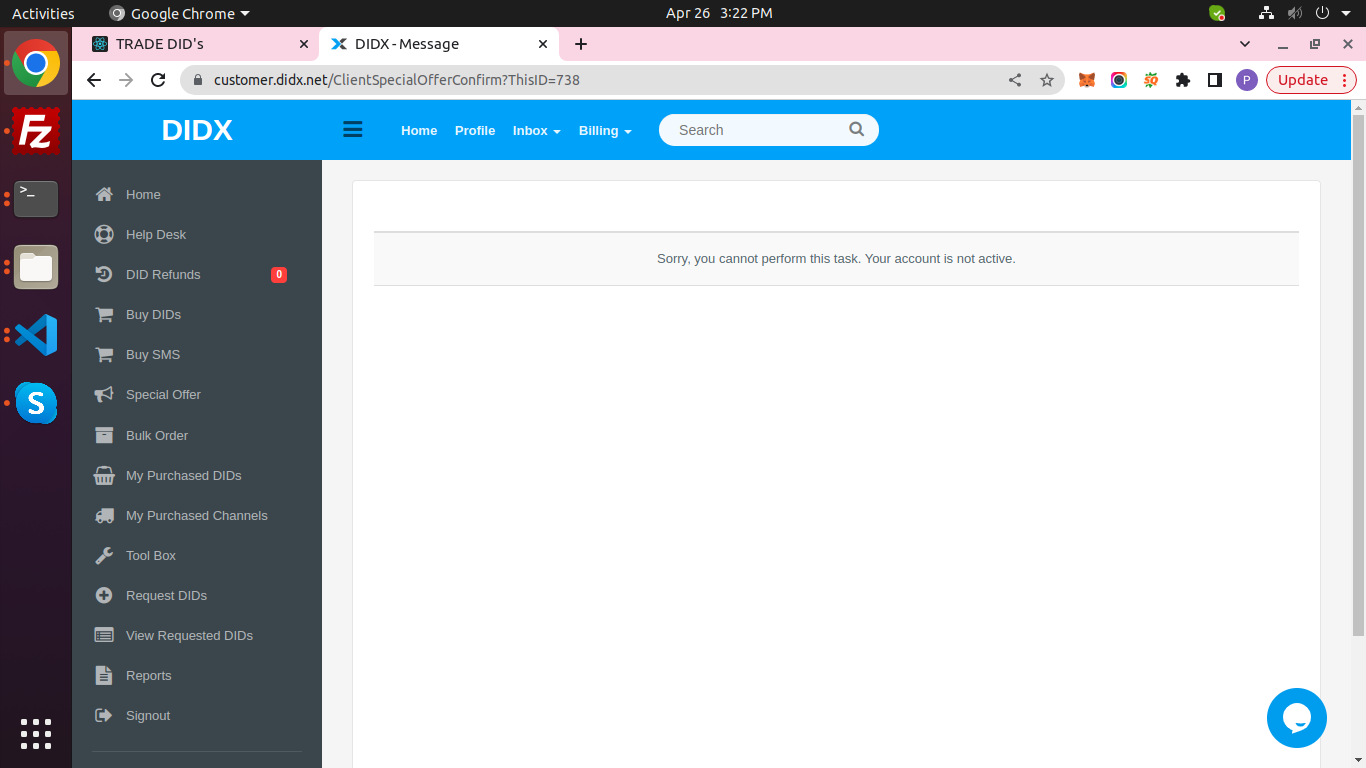 Activities
Google Chrome
Apr 26 3:22 PM
TRADE DID's
DIDX - Message
customer.didx.net/ClientSpecialOfferConfirm?ThisID=738
P
Update
DIDX
Home
Profile
Inbox
Billing
Search
Home
Help Desk
DID Refunds
0
Buy DIDs
Buy SMS
Special Offer
Bulk Order
My Purchased DIDs
My Purchased Channels
Tool Box
Request DIDs
View Requested DIDs
Reports
Signout
Sorry, you cannot perform this task. Your account is not active.